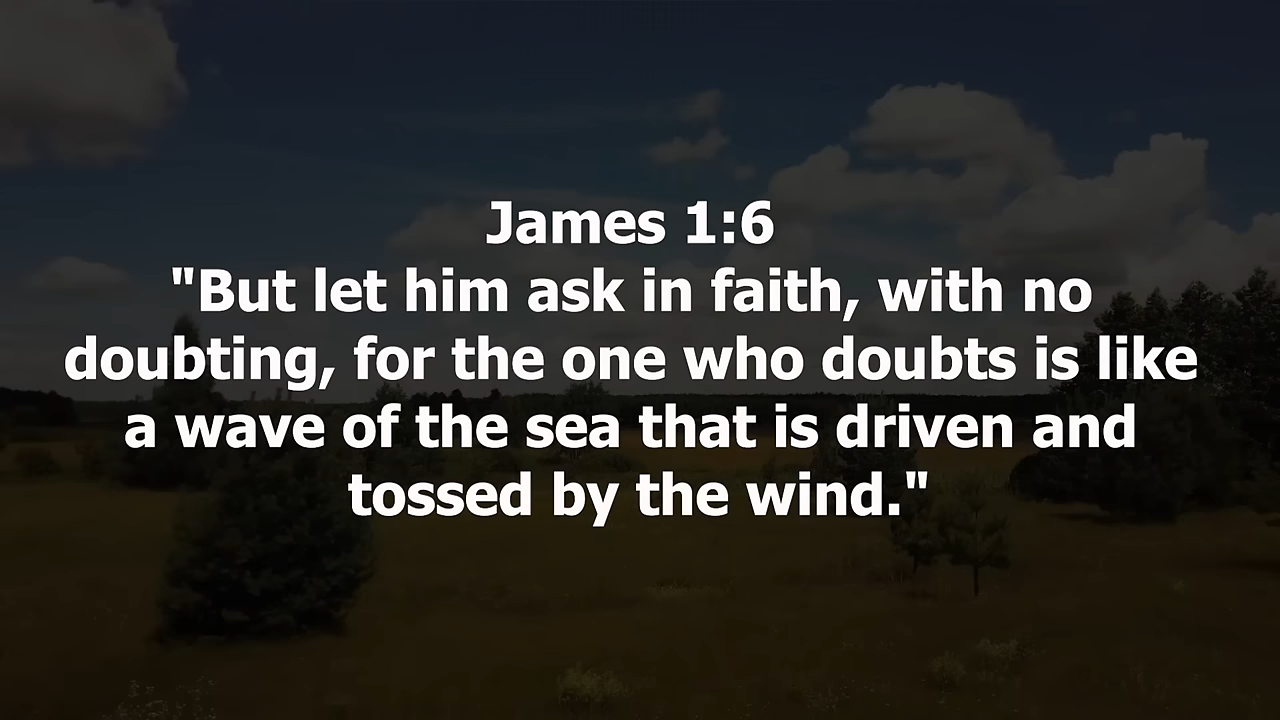 James 1:6
"But let him ask in faith, with no
doubting, for the one who doubts is like
a wave of the sea that is driven and
tossed by the wind."